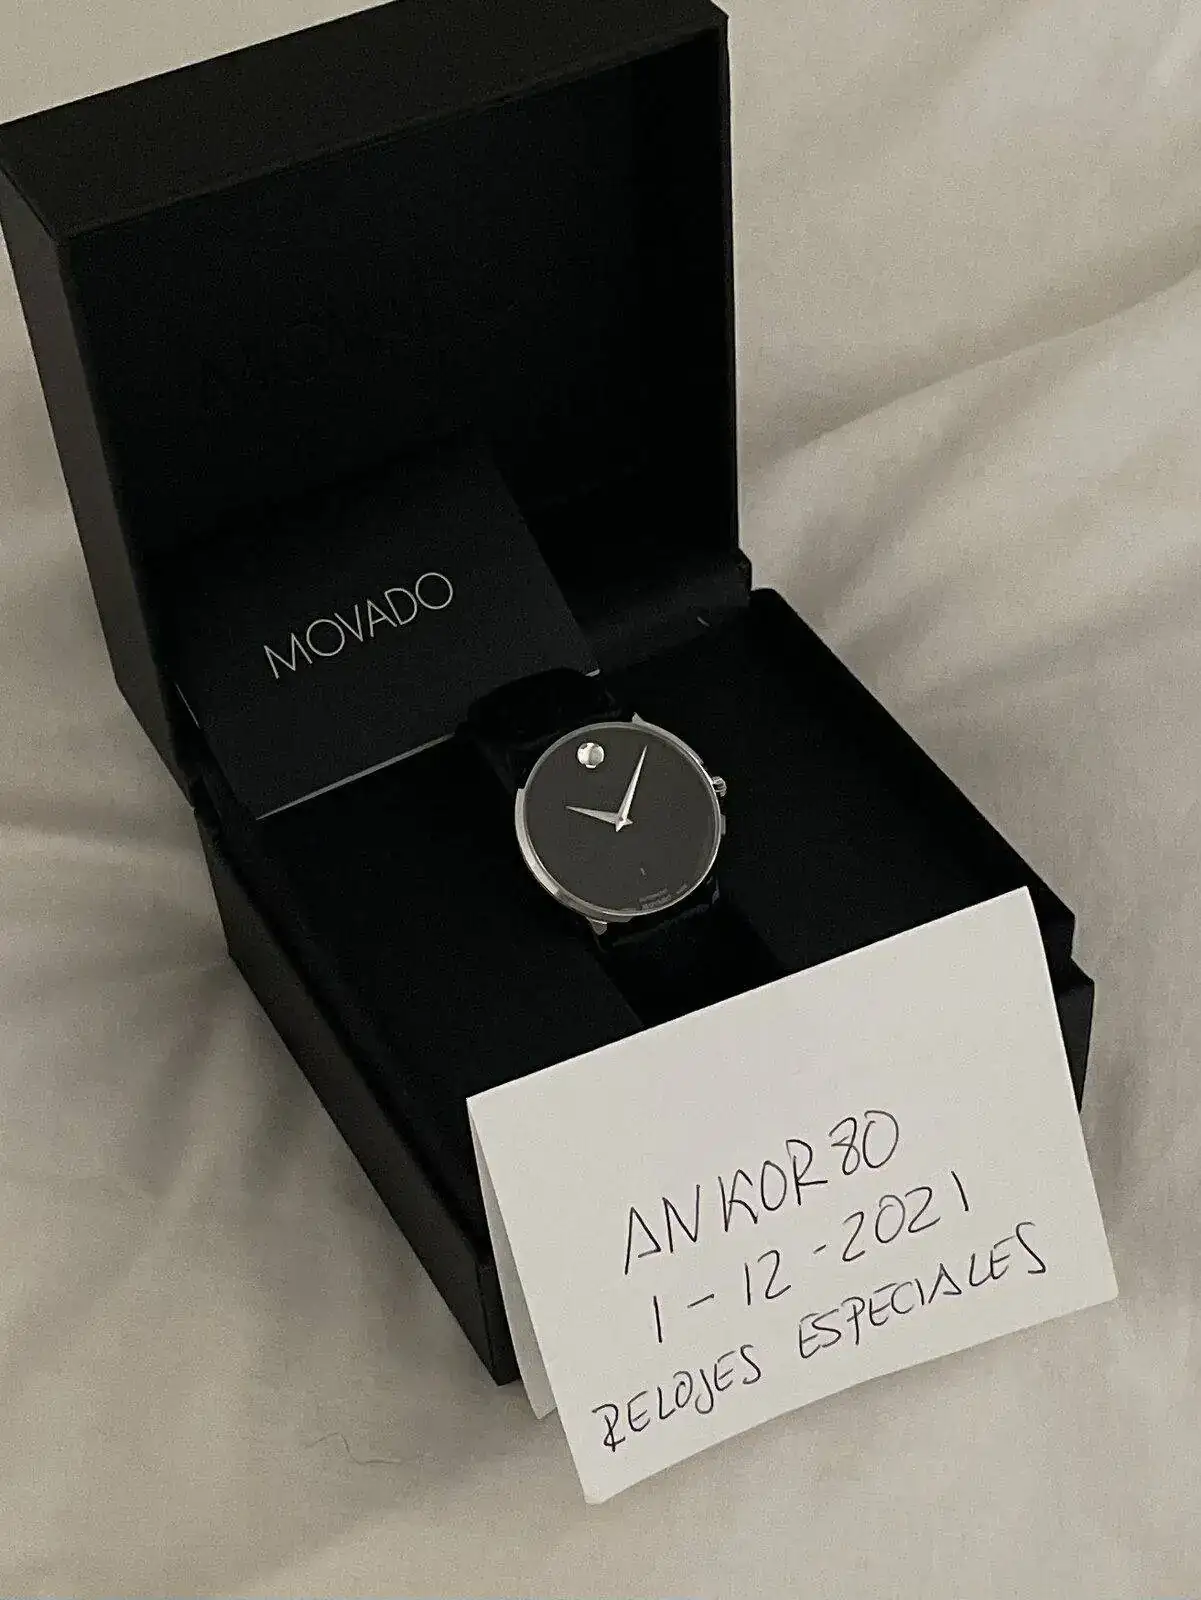 MOVADO
ANKOR80
1-12-2021
RELOJES ESPECIALES